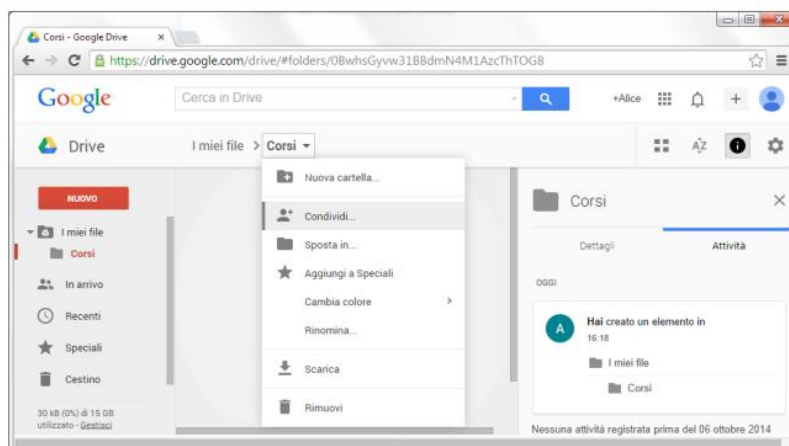 Corsi - Google Drive
https://drive.google.com/drive/#folders/0BwhsGyvw31BBdmN4M1AzcThTOG8
Google
Cerca in Drive
+Alice
Drive
I miei file > Corsi
AZ
NUOVO
I miei file
Corsi
In arrivo
Recenti
Speciali
Cestino
30 kB (0%) di 15 GB
utilizzato - Gestisci
Nuova cartella...
Condividi...
Sposta in...
Aggiungi a Speciali
Cambia colore
Rinomina...
Scarica
Rimuovi
Corsi
Dettagli
Attività
OGGI
A
Hai creato un elemento in
16:18
I miei file
Corsi
Nessuna attività registrata prima del 06 ottobre 2014